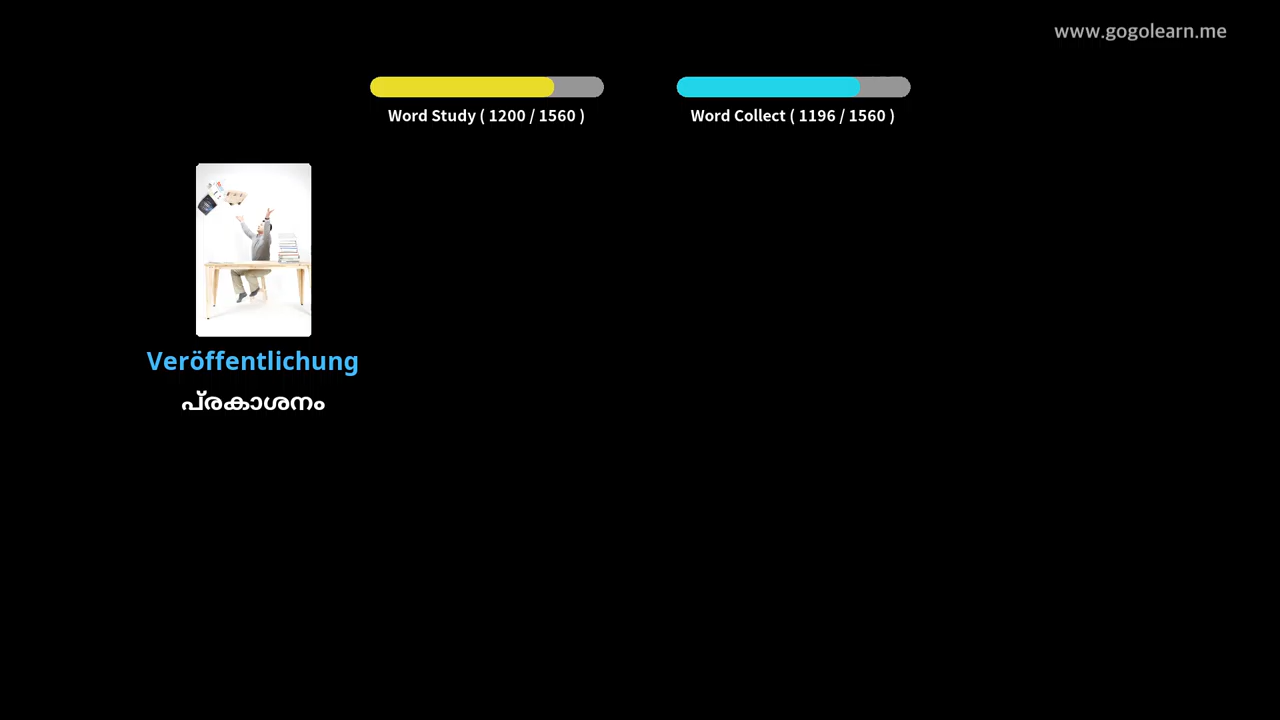 www.gogolearn.me
Word Study ( 1200 / 1560 )
Word Collect ( 1196 / 1560 )
Veröffentlichung
പ്രകാശനം